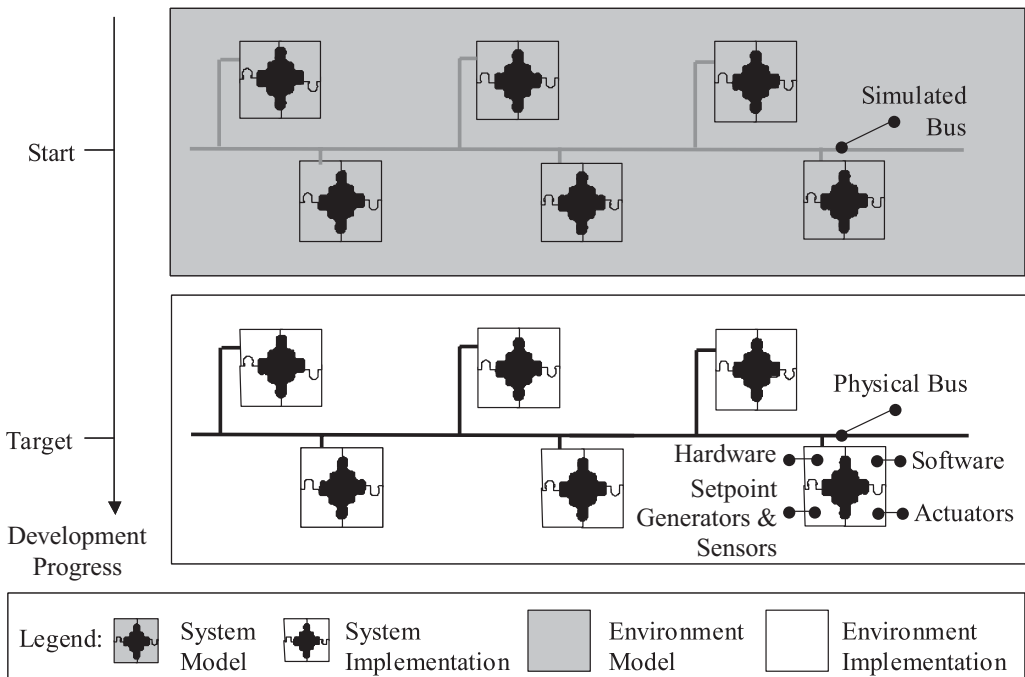 Simulated
Bus
Start
Physical Bus
Target
Hardware
Software
Setpoint
Generators &
Sensors
Actuators
Development
Progress
Legend:
System
Model
System
Implementation
Environment
Model
Environment
Implementation